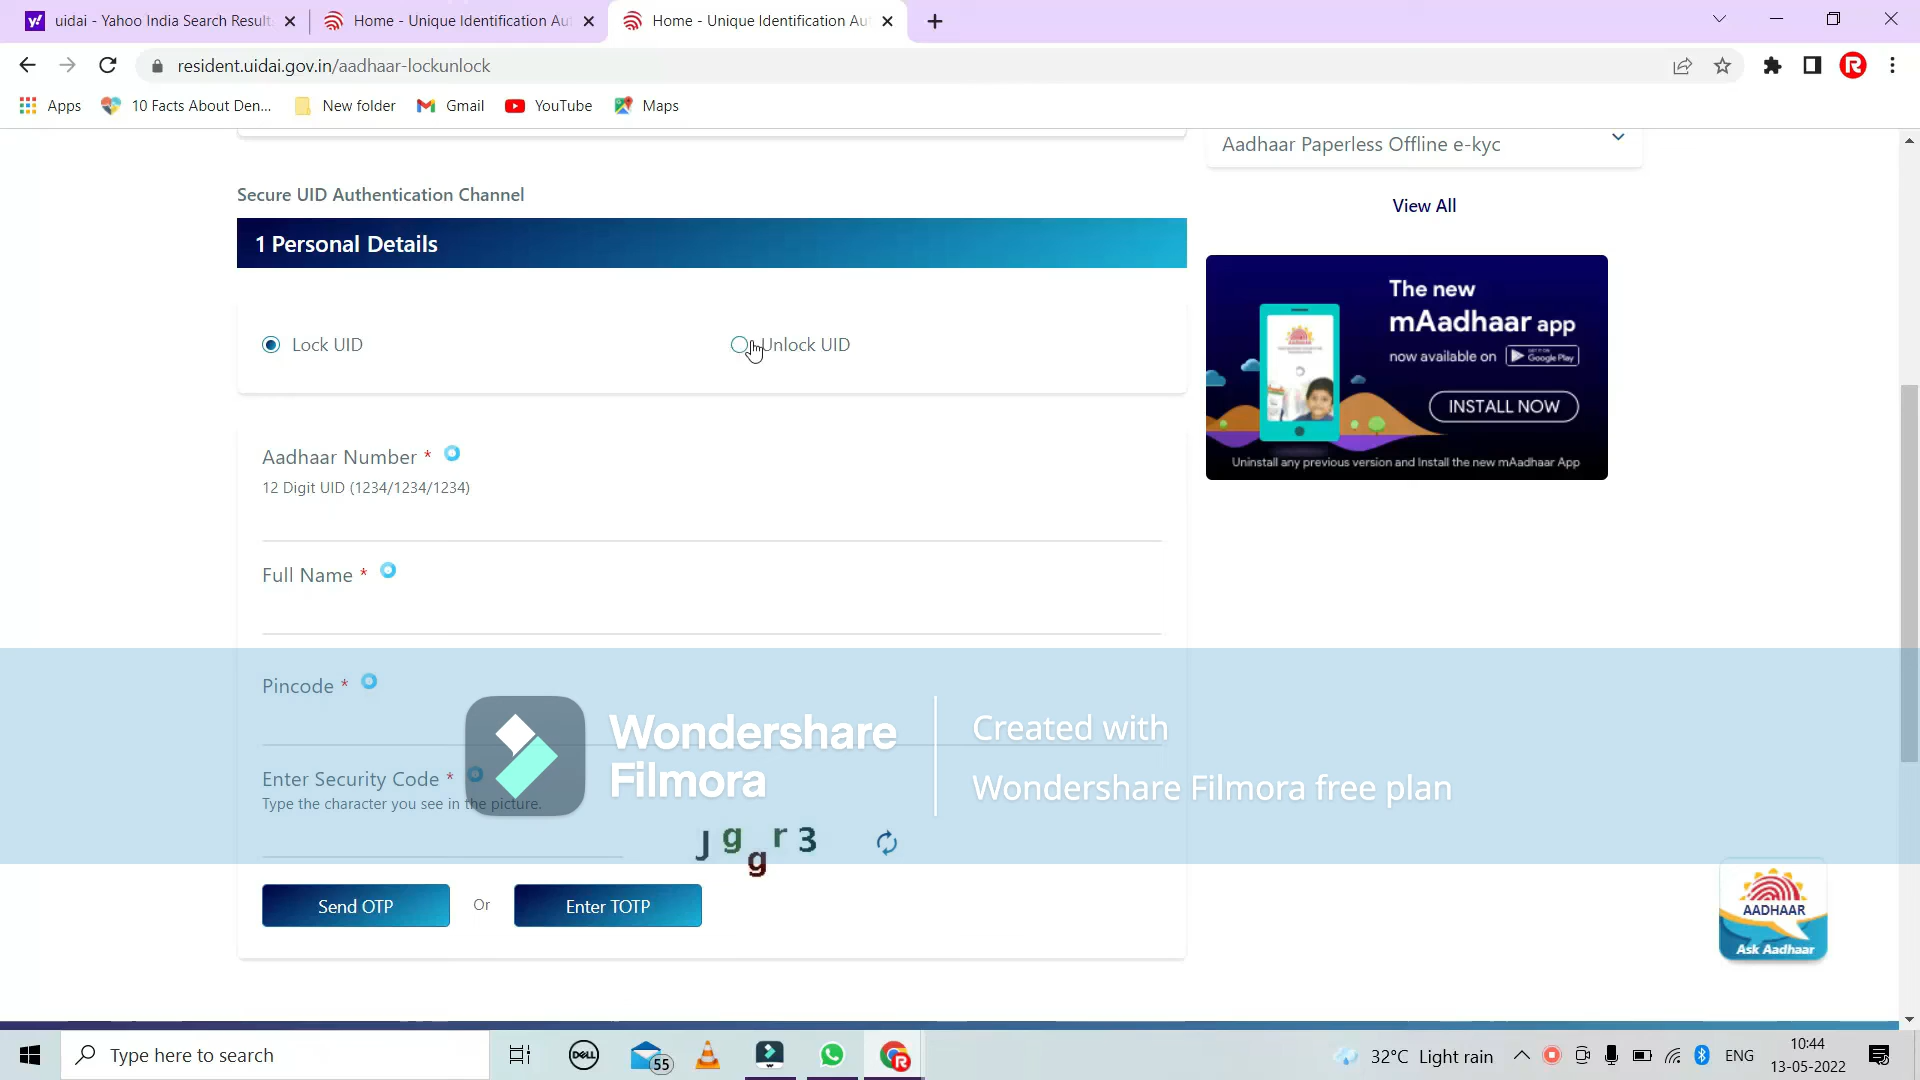 uidai - Yahoo India Search Result
Home - Unique Identification Au
Home - Unique Identification Au
resident.uidai.gov.in/aadhaar-lockunlock
Apps
10 Facts About Den...
New folder
Gmail
YouTube
Maps
Aadhaar Paperless Offline e-kyc
View All
Secure UID Authentication Channel
1 Personal Details
Lock UID
Unlock UID
The new
mAadhaar app
now available on
GET IT ON
Google Play
INSTALL NOW
Uninstall any previous version and Install the new mAadhaar App
Aadhaar Number *
12 Digit UID (1234/1234/1234)
Full Name *
Pincode *
Wondershare
Filmora
Created with
Wondershare Filmora free plan
Enter Security Code *
Type the character you see in the picture.
J g g r 3
Send OTP
Or
Enter TOTP
AADHAAR
Ask Aadhaar
Type here to search
DELL
55
32°C Light rain
ENG
10:44
13-05-2022